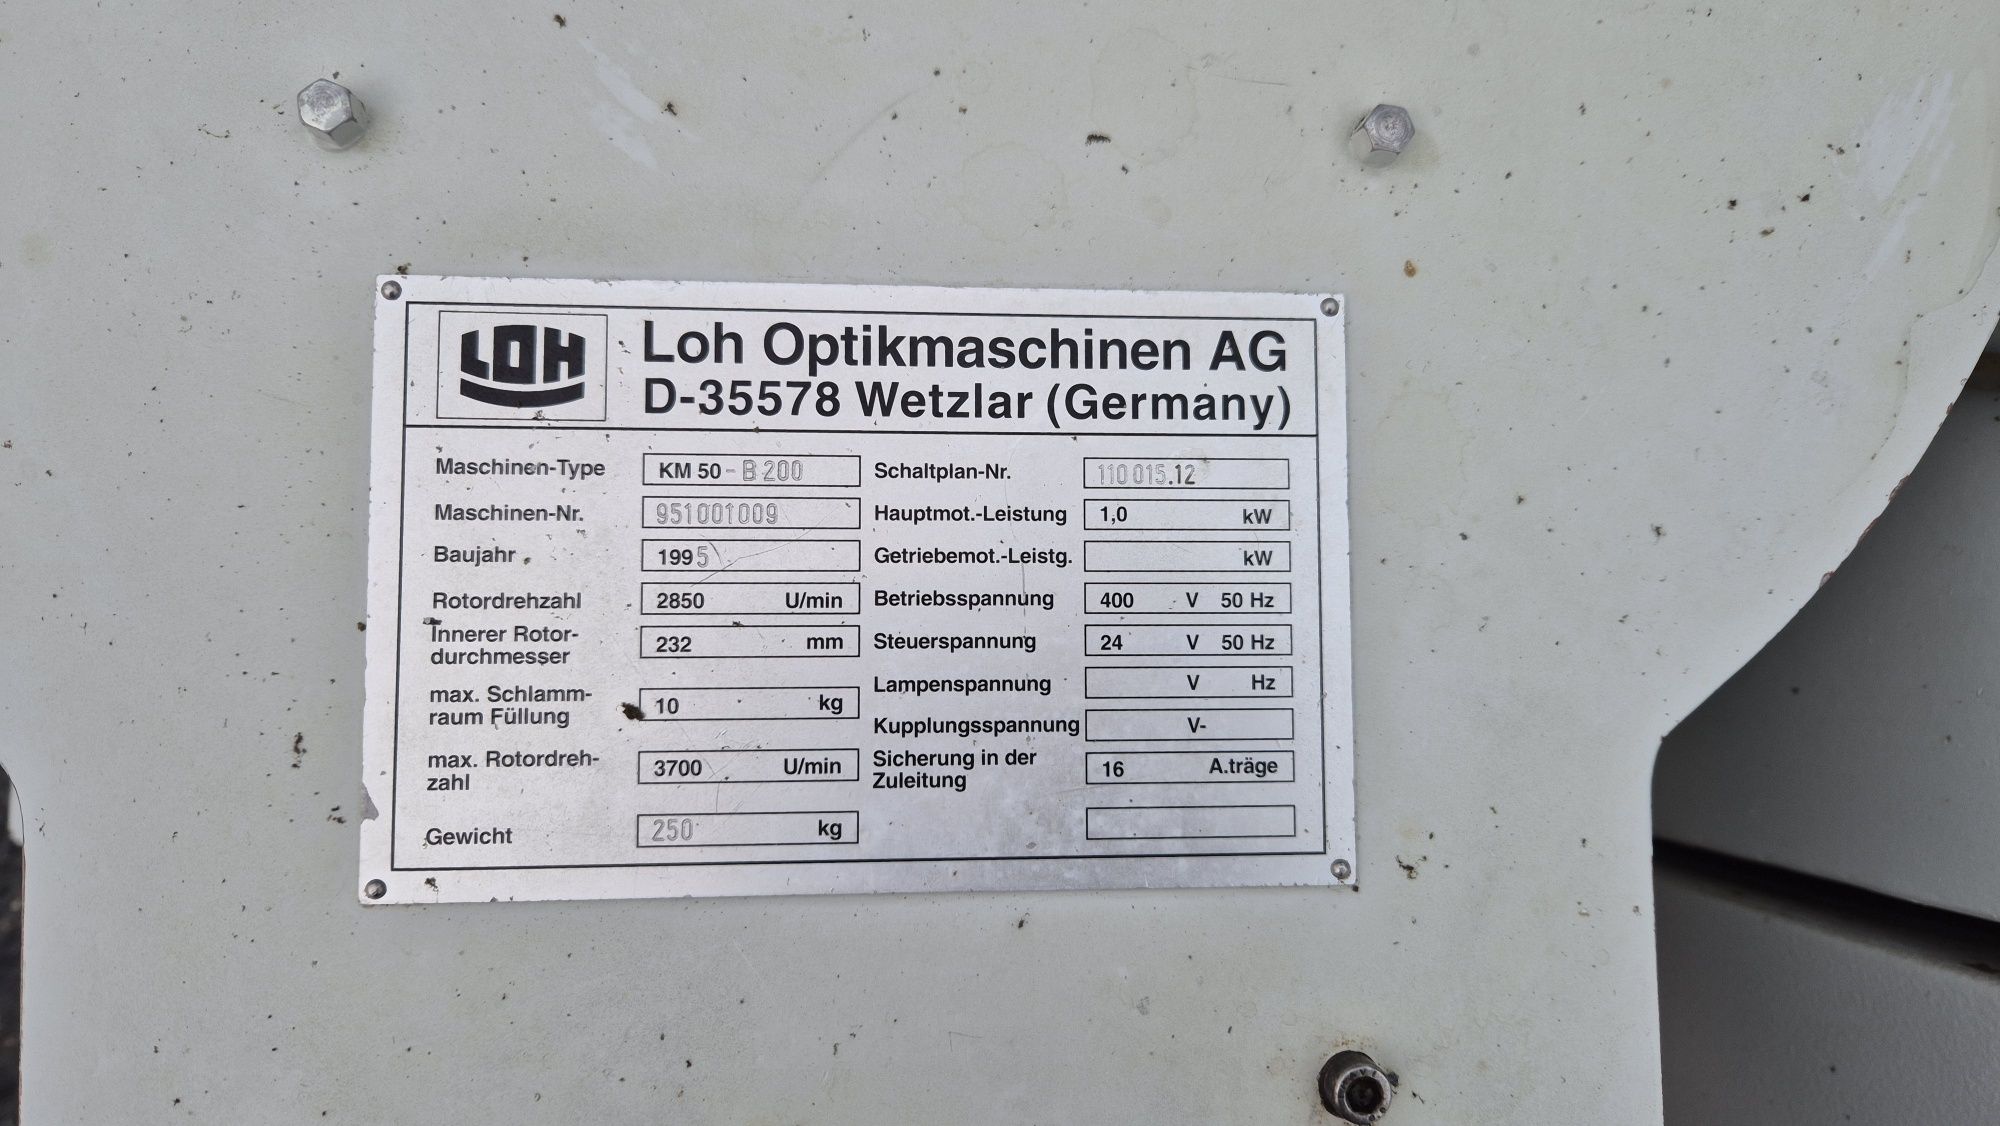 LOH
Loh Optikmaschinen AG
D-35578 Wetzlar (Germany)
Maschinen-Type KM 50 - B 200
Maschinen-Nr. 951001009
Baujahr 1995
Rotordrehzahl 2850 U/min
Innerer Rotor-
durchmesser 232 mm
max. Schlamm-
raum Füllung 10 kg
max. Rotordreh-
zahl 3700 U/min
Gewicht 250 kg
Schaltplan-Nr. 110 015.12
Hauptmot.-Leistung 1,0 kW
Getriebemot.-Leistg. kW
Betriebsspannung 400 V 50 Hz
Steuerspannung 24 V 50 Hz
Lampenspannung V Hz
Kupplungsspannung V-
Sicherung in der
Zuleitung 16 A.träge